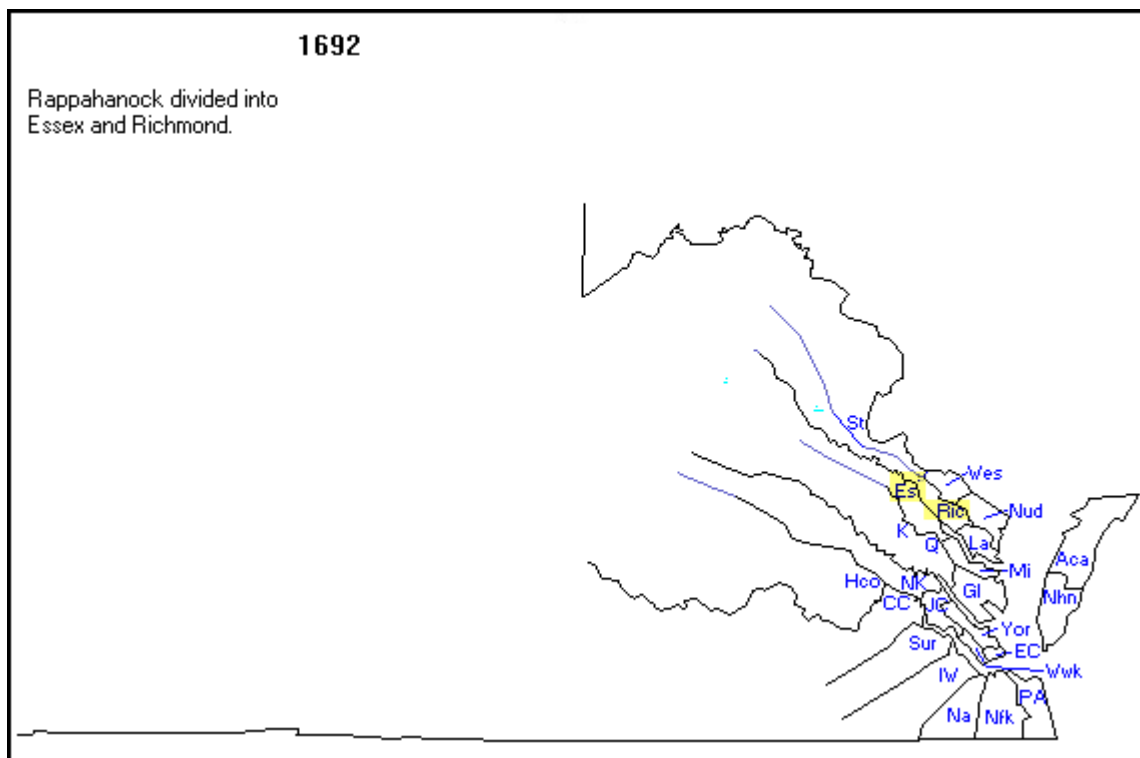 1692
Rappahanock divided into
Essex and Richmond.
St
Wes
Es
Ric
Nud
K
Q
La
Aca
Mi
Hco
NK
Gl
Nhn
CC
JC
Yor
Sur
EC
IW
Wwk
PA
Na
Nfk